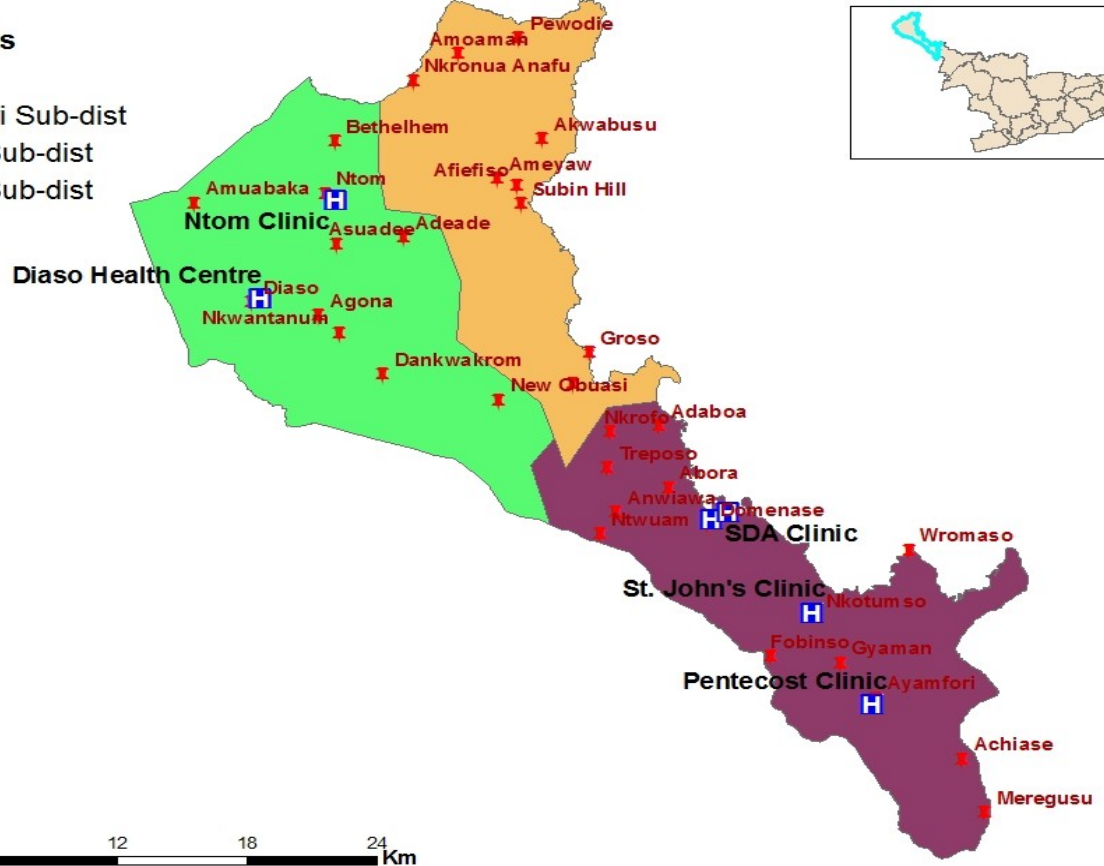 s
i Sub-dist
Sub-dist
Sub-dist
Pewodie
Amoaman
Nkronua Anafu
Bethelhem
Akwabusu
Afiefiso
Ameyaw
Subin Hill
Amuabaka
Ntom
H
Ntom Clinic
Asuadee
Adeade
Diaso Health Centre
H
Diaso
Agona
Nkwantanum
Groso
Dankwakrom
New Obuasi
Nkrofo
Adaboa
Treposo
Abora
Anwiawa
Ntwuam
H
H
Domenase
SDA Clinic
Wromaso
St. John's Clinic
H
Nkotumso
Fobinso
Gyaman
Pentecost Clinic
H
Ayamfori
Achiase
Meregusu
12 18 24
Km